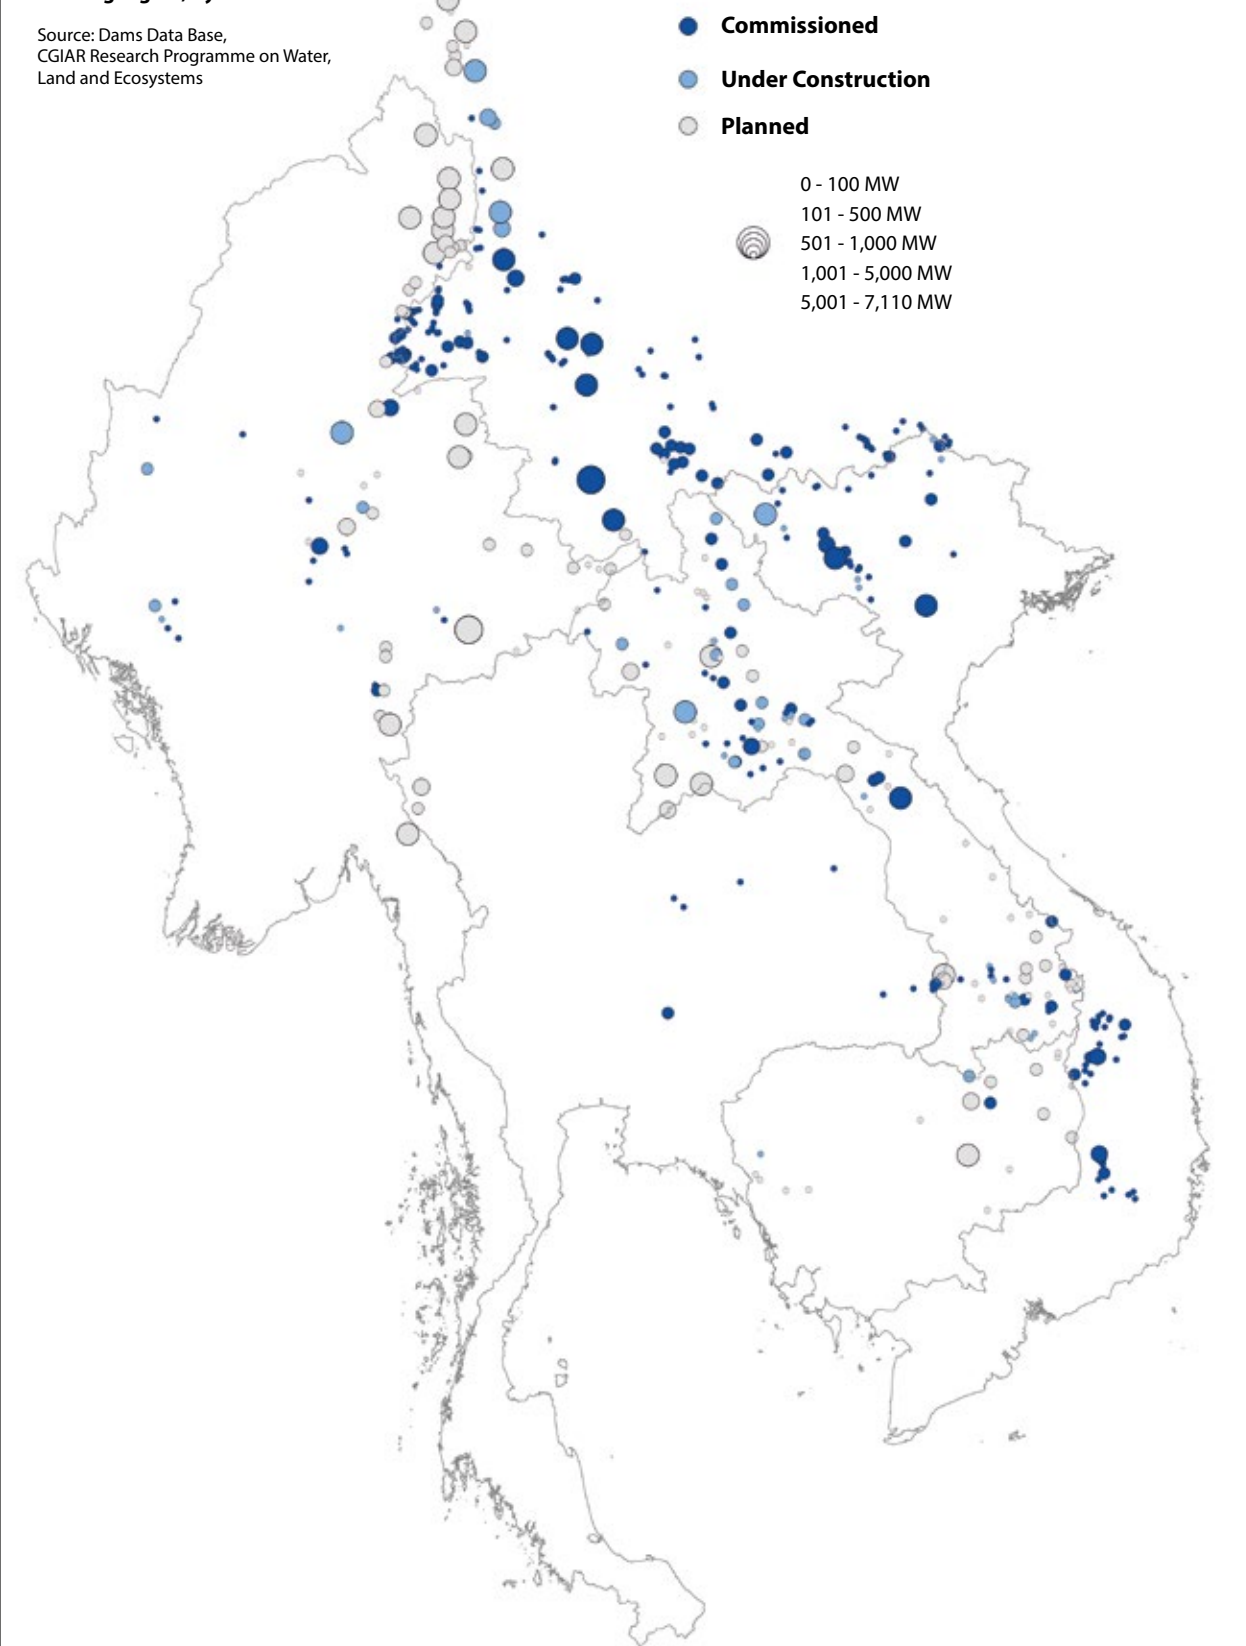 Source: Dams Data Base,
CGIAR Research Programme on Water,
Land and Ecosystems
Commissioned
Under Construction
Planned
0 - 100 MW
101 - 500 MW
501 - 1,000 MW
1,001 - 5,000 MW
5,001 - 7,110 MW